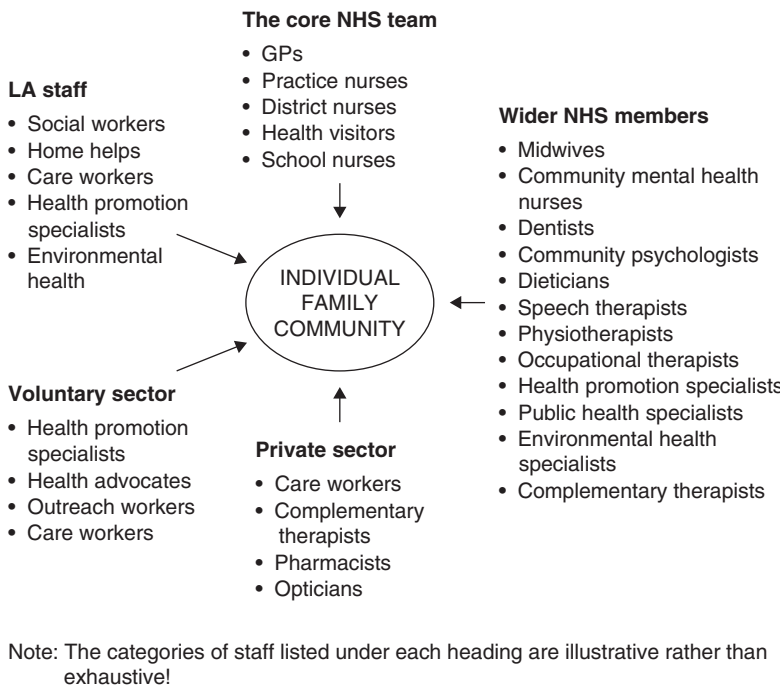 The core NHS team
• GPs
• Practice nurses
• District nurses
• Health visitors
• School nurses
LA staff
• Social workers
• Home helps
• Care workers
• Health promotion
specialists
• Environmental
health
Wider NHS members
• Midwives
• Community mental health
nurses
• Dentists
• Community psychologists
• Dieticians
• Speech therapists
• Physiotherapists
• Occupational therapists
• Health promotion specialists
• Public health specialists
• Environmental health
specialists
• Complementary therapists
INDIVIDUAL
FAMILY
COMMUNITY
Voluntary sector
• Health promotion
specialists
• Health advocates
• Outreach workers
• Care workers
Private sector
• Care workers
• Complementary
therapists
• Pharmacists
• Opticians
Note: The categories of staff listed under each heading are illustrative rather than
exhaustive!